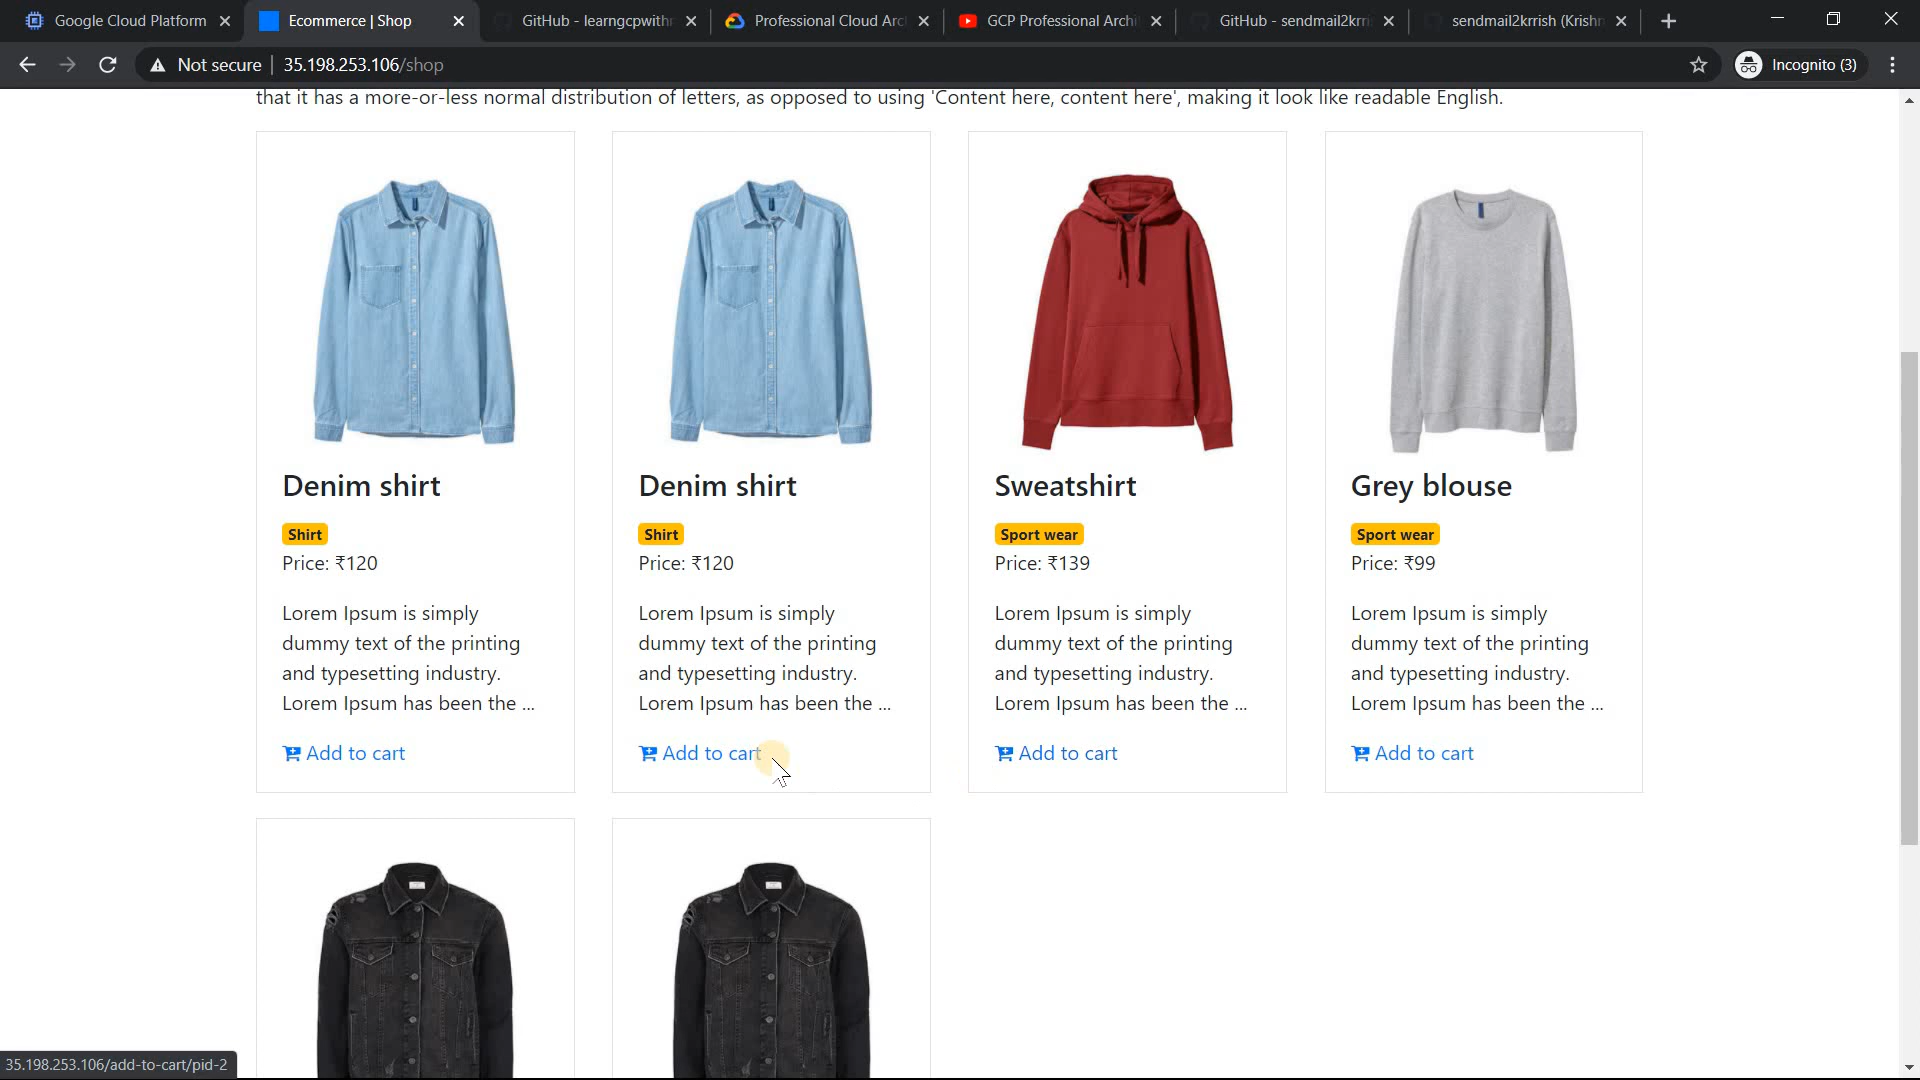 Google Cloud Platform
Ecommerce | Shop
GitHub - learngcpwith
Professional Cloud Arc
GCP Professional Archi
GitHub - sendmail2krri
sendmail2krrish (Krishn
Not secure
35.198.253.106/shop
Incognito (3)
that it has a more-or-less normal distribution of letters, as opposed to using 'Content here, content here', making it look like readable English.
Denim shirt
Shirt
Price: ₹120
Lorem Ipsum is simply
dummy text of the printing
and typesetting industry.
Lorem Ipsum has been the ...
Add to cart
Denim shirt
Shirt
Price: ₹120
Lorem Ipsum is simply
dummy text of the printing
and typesetting industry.
Lorem Ipsum has been the ...
Add to cart
Sweatshirt
Sport wear
Price: ₹139
Lorem Ipsum is simply
dummy text of the printing
and typesetting industry.
Lorem Ipsum has been the ...
Add to cart
Grey blouse
Sport wear
Price: ₹99
Lorem Ipsum is simply
dummy text of the printing
and typesetting industry.
Lorem Ipsum has been the ...
Add to cart
35.198.253.106/add-to-cart/pid-2